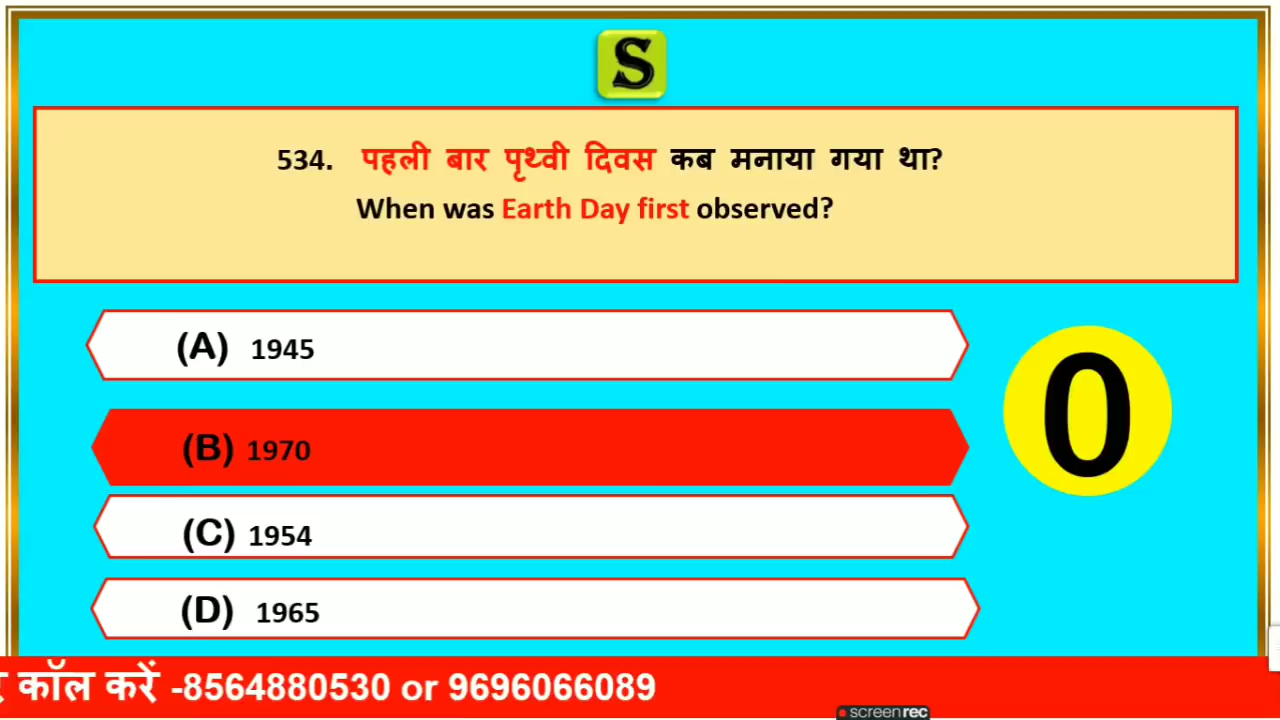 S
534. पहली बार पृथ्वी दिवस कब मनाया गया था?
When was Earth Day first observed?
(A) 1945
(B) 1970
(C) 1954
(D) 1965
0
कॉल करें -8564880530 or 9696066089
screenrec